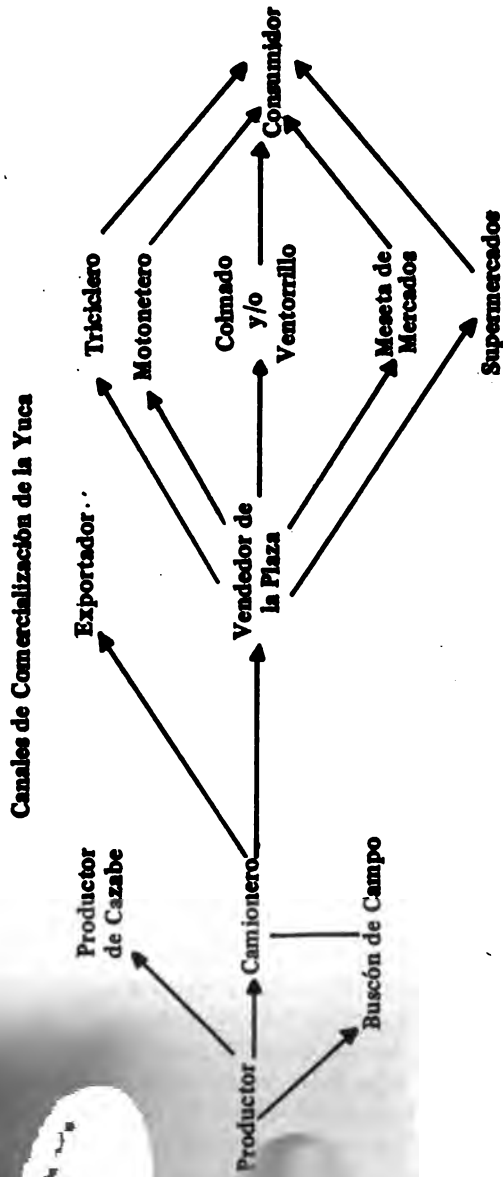 Canales de Comercialización de la Yuca
Productor
Productor
de Cazabe
Camionero
Buscón de Campo
Exportador
Vendedor de
la Plaza
Triciclero
Motonetero
Colmado
y/o
Ventorrillo
Meseta de
Mercados
Supermercados
Consumidor